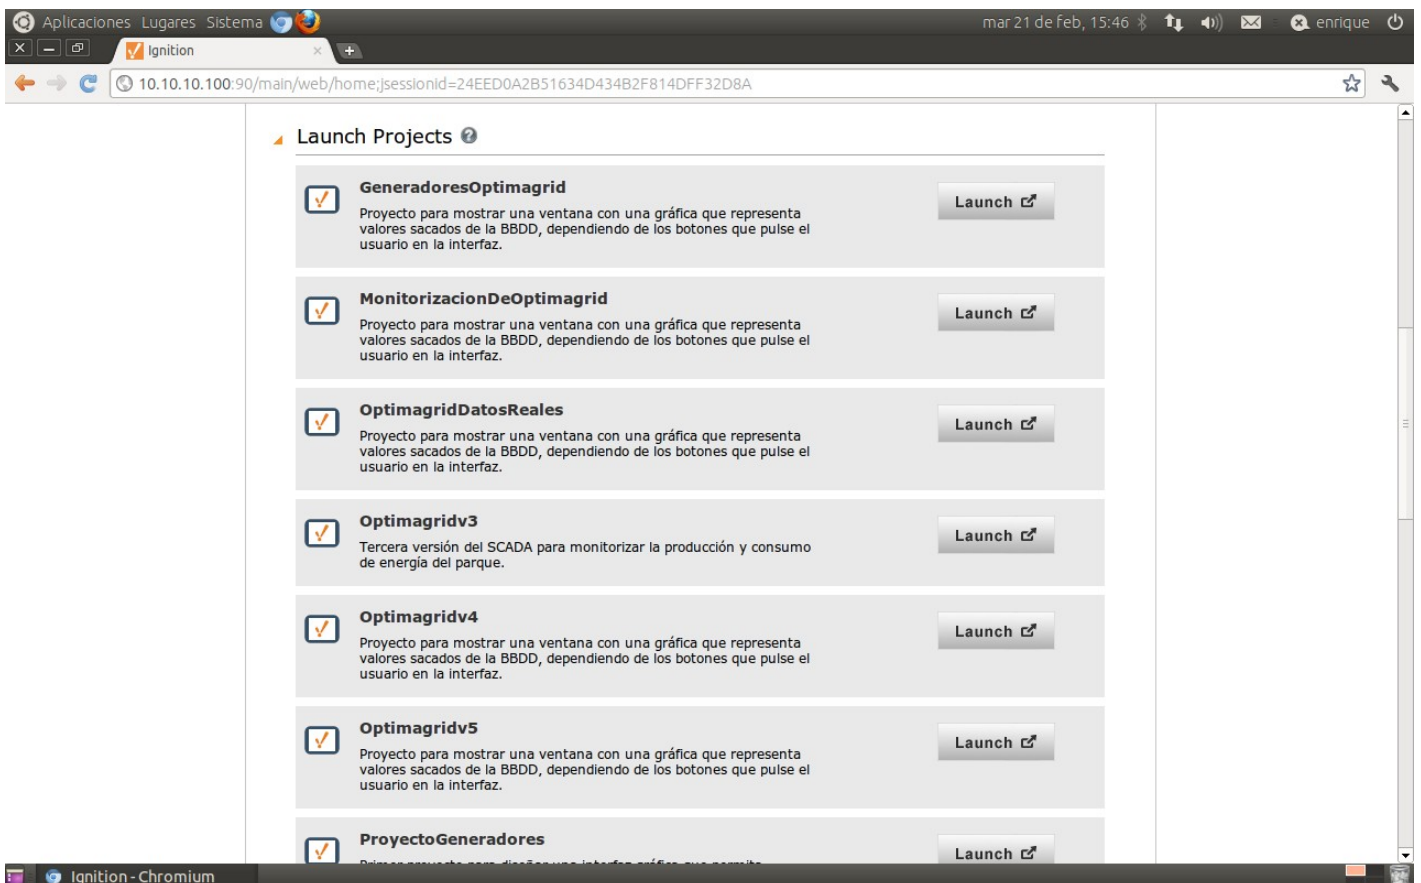 Aplicaciones Lugares Sistema mar 21 de feb, 15:46 enrique
Ignition
10.10.10.100:90/main/web/home;jsessionid=24EED0A2B51634D434B2F814DFF32D8A
Launch Projects
GeneradoresOptimagrid
Proyecto para mostrar una ventana con una gráfica que representa
valores sacados de la BBDD, dependiendo de los botones que pulse el
usuario en la interfaz.
Launch
MonitorizacionDeOptimagrid
Proyecto para mostrar una ventana con una gráfica que representa
valores sacados de la BBDD, dependiendo de los botones que pulse el
usuario en la interfaz.
Launch
OptimagridDatosReales
Proyecto para mostrar una ventana con una gráfica que representa
valores sacados de la BBDD, dependiendo de los botones que pulse el
usuario en la interfaz.
Launch
Optimagridv3
Tercera versión del SCADA para monitorizar la producción y consumo
de energía del parque.
Launch
Optimagridv4
Proyecto para mostrar una ventana con una gráfica que representa
valores sacados de la BBDD, dependiendo de los botones que pulse el
usuario en la interfaz.
Launch
Optimagridv5
Proyecto para mostrar una ventana con una gráfica que representa
valores sacados de la BBDD, dependiendo de los botones que pulse el
usuario en la interfaz.
Launch
ProyectoGeneradores
Primer proyecto para diseñar una interfaz gráfica que permita
Launch
Ignition - Chromium